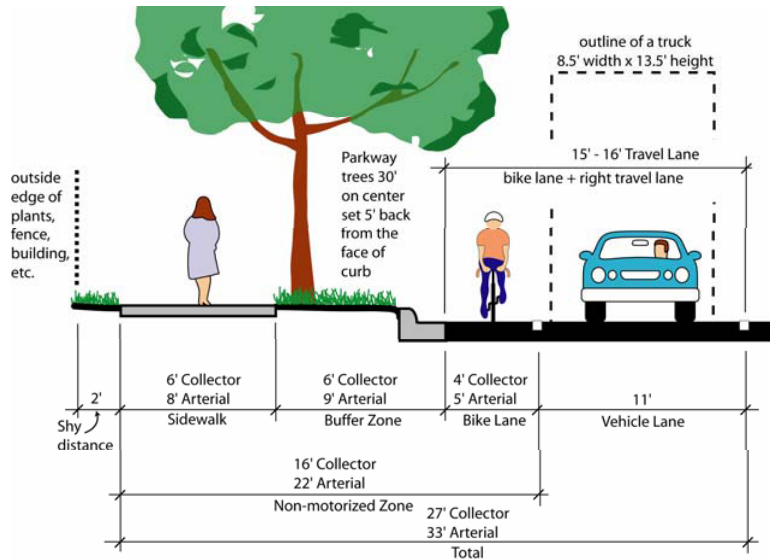 outline of a truck
8.5' width x 13.5' height
15' - 16' Travel Lane
bike lane + right travel lane
Parkway
trees 30'
on center
set 5' back
from the
face of
curb
outside
edge of
plants,
fence,
building,
etc.
2'
Shy
distance
6' Collector
8' Arterial
Sidewalk
6' Collector
9' Arterial
Buffer Zone
4' Collector
5' Arterial
Bike Lane
11'
Vehicle Lane
16' Collector
22' Arterial
Non-motorized Zone
27' Collector
33' Arterial
Total